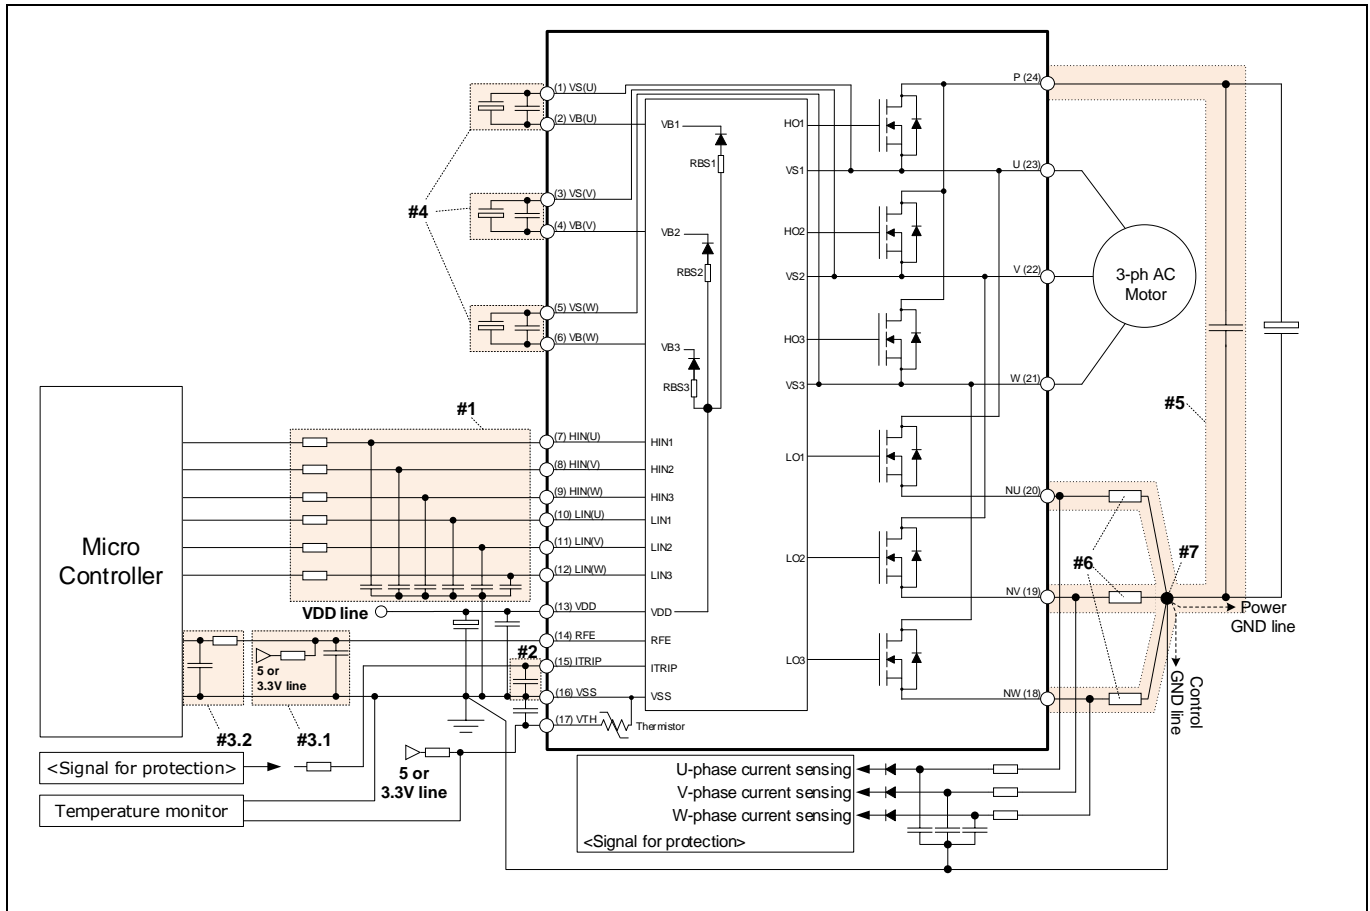 (1) VS(U)
(2) VB(U)
(3) VS(V)
(4) VB(V)
(5) VS(W)
(6) VB(W)
#4
VB1
RBS1
VB2
RBS2
VB3
RBS3
HO1
VS1
HO2
VS2
HO3
VS3
LO1
LO2
LO3
P (24)
U (23)
V (22)
W (21)
NU (20)
NV (19)
NW (18)
3-ph AC
Motor
#5
#6
#7
Power
GND line
Control
GND line
Micro
Controller
#1
(7) HIN(U)
(8) HIN(V)
(9) HIN(W)
(10) LIN(U)
(11) LIN(V)
(12) LIN(W)
(13) VDD
(14) RFE
(15) ITRIP
(16) VSS
(17) VTH
HIN1
HIN2
HIN3
LIN1
LIN2
LIN3
VDD
RFE
ITRIP
VSS
Thermistor
VDD line
#2
5 or
3.3V line
#3.2
#3.1
<Signal for protection>
Temperature monitor
5 or
3.3V line
U-phase current sensing
V-phase current sensing
W-phase current sensing
<Signal for protection>